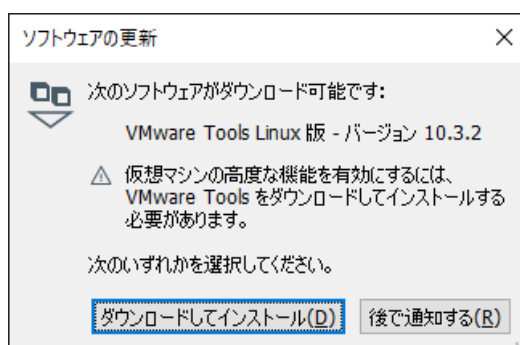 ソフトウェアの更新
次のソフトウェアがダウンロード可能です:
VMware Tools Linux 版 - バージョン 10.3.2
仮想マシンの高度な機能を有効にするには、
VMware Tools をダウンロードしてインストールする
必要があります。
次のいずれかを選択してください。
ダウンロードしてインストール(D) 後で通知する(R)